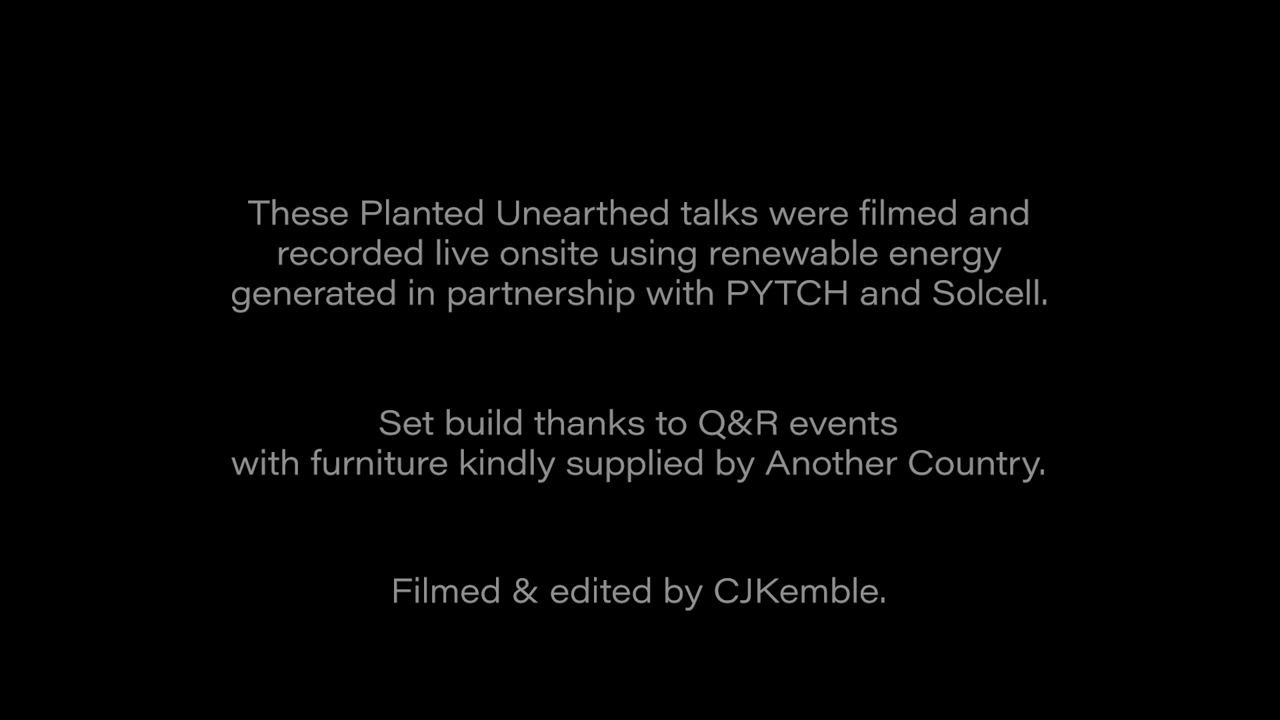 These Planted Unearthed talks were filmed and
recorded live onsite using renewable energy
generated in partnership with PYTCH and Solcell.
Set build thanks to Q&R events
with furniture kindly supplied by Another Country.
Filmed & edited by CJKemble.